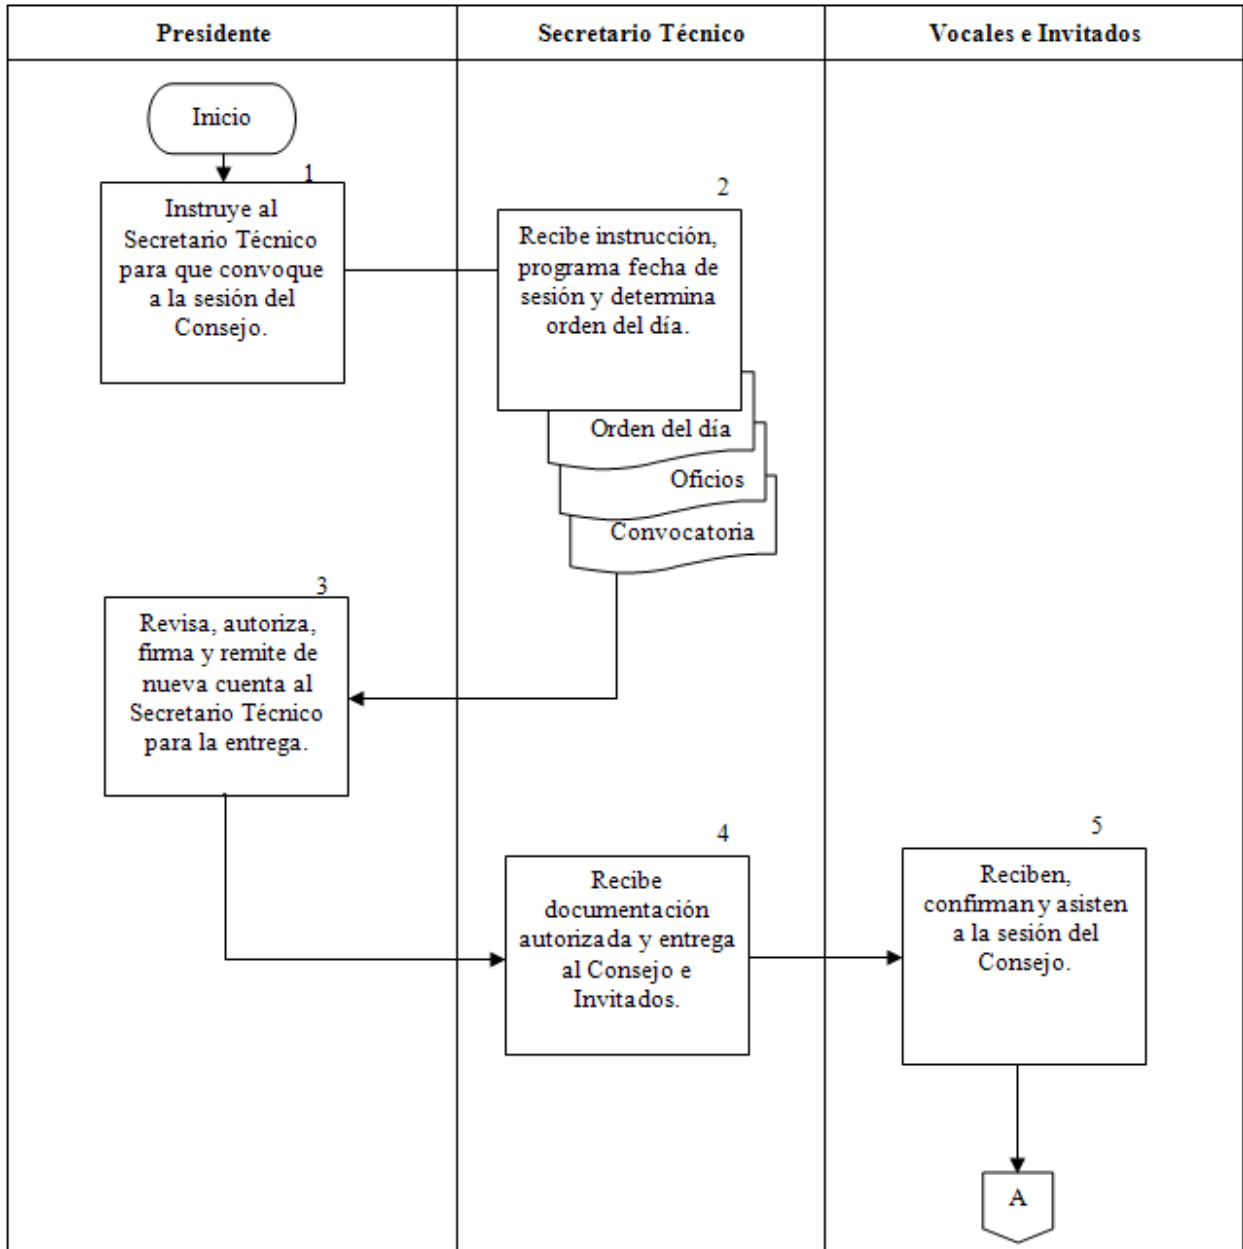 Presidente
Secretario Técnico
Vocales e Invitados
Inicio
1
Instruye al
Secretario Técnico
para que convoque
a la sesión del
Consejo.
2
Recibe instrucción,
programa fecha de
sesión y determina
orden del día.
Orden del día
Oficios
Convocatoria
3
Revisa, autoriza,
firma y remite de
nueva cuenta al
Secretario Técnico
para la entrega.
4
Recibe
documentación
autorizada y entrega
al Consejo e
Invitados.
5
Reciben,
confirman y asisten
a la sesión del
Consejo.
A